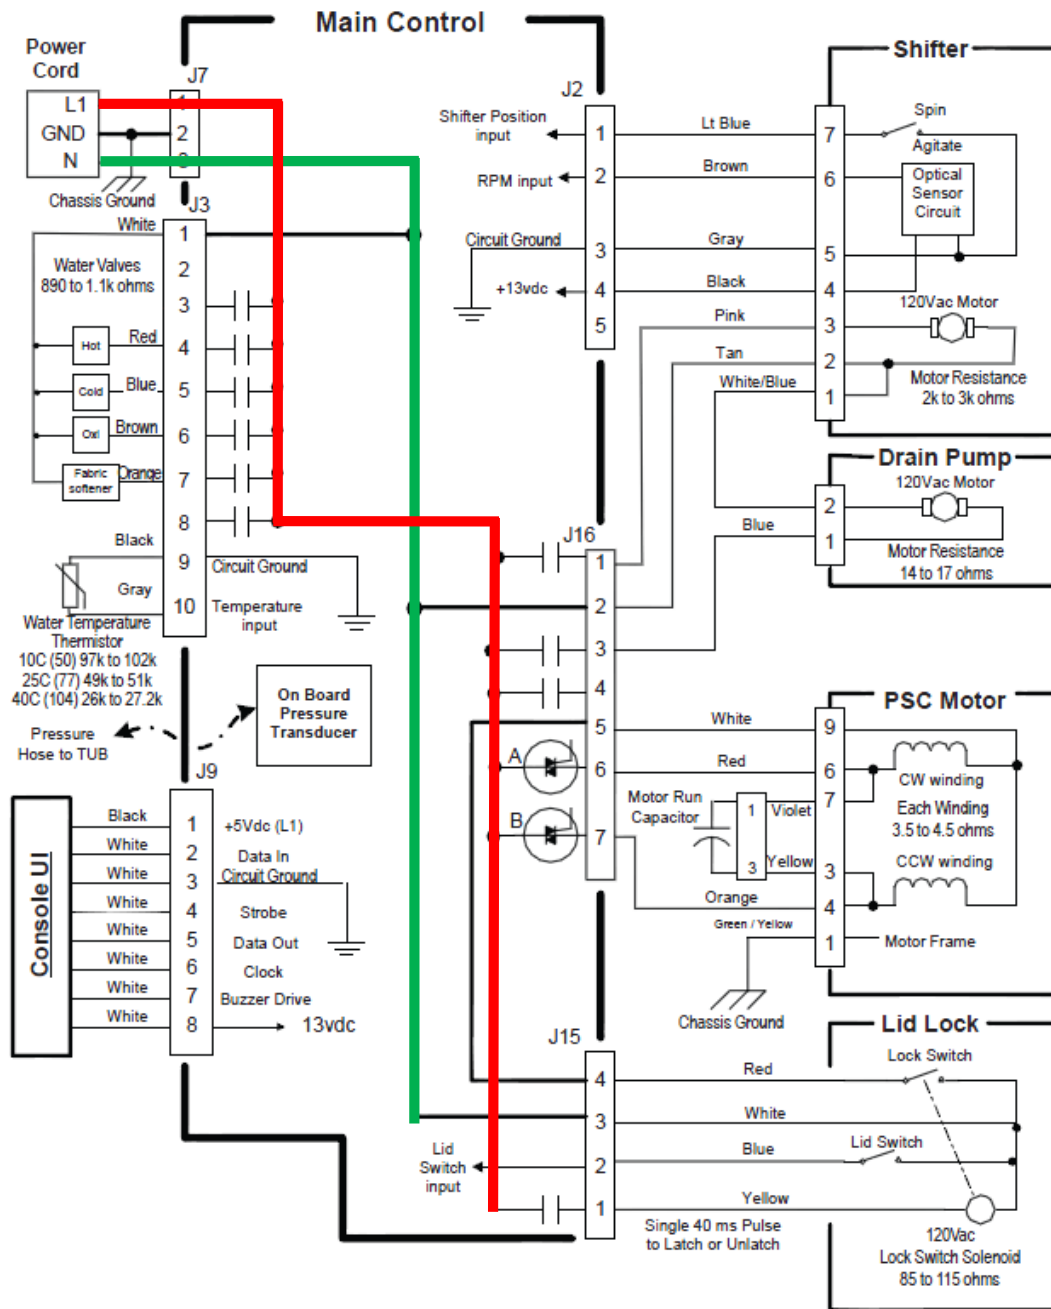 Main Control
Power
Cord
L1
GND
N
J7
1
2
3
Chassis Ground
J3
White
1
2
3
4
5
6
7
8
9
10
Water Valves
890 to 1.1k ohms
Hot
Red
Cold
Blue
Oxi
Brown
Fabric
softener
Orange
Black
Gray
Circuit Ground
Temperature
input
Water Temperature
Thermistor
10C (50) 97k to 102k
25C (77) 49k to 51k
40C (104) 26k to 27.2k
Pressure
Hose to TUB
On Board
Pressure
Transducer
J9
Console UI
Black
White
White
White
White
White
White
White
1
2
3
4
5
6
7
8
+5Vdc (L1)
Data In
Circuit Ground
Strobe
Data Out
Clock
Buzzer Drive
13vdc
J2
Shifter Position
input
RPM input
Circuit Ground
+13vdc
1
2
3
4
5
Lt Blue
Brown
Gray
Black
Pink
Tan
White/Blue
Shifter
7
6
5
4
3
2
1
Spin
Agitate
Optical
Sensor
Circuit
120Vac Motor
Motor Resistance
2k to 3k ohms
Drain Pump
120Vac Motor
2
1
Blue
Motor Resistance
14 to 17 ohms
J16
1
2
3
4
5
6
7
A
B
White
Red
Motor Run
Capacitor
1
3
Violet
Yellow
Orange
Green / Yellow
Chassis Ground
PSC Motor
9
6
7
3
4
1
CW winding
Each Winding
3.5 to 4.5 ohms
CCW winding
Motor Frame
J15
4
3
2
1
Lid
Switch
input
Red
White
Blue
Yellow
Single 40 ms Pulse
to Latch or Unlatch
Lid Lock
Lock Switch
Lid Switch
120Vac
Lock Switch Solenoid
85 to 115 ohms